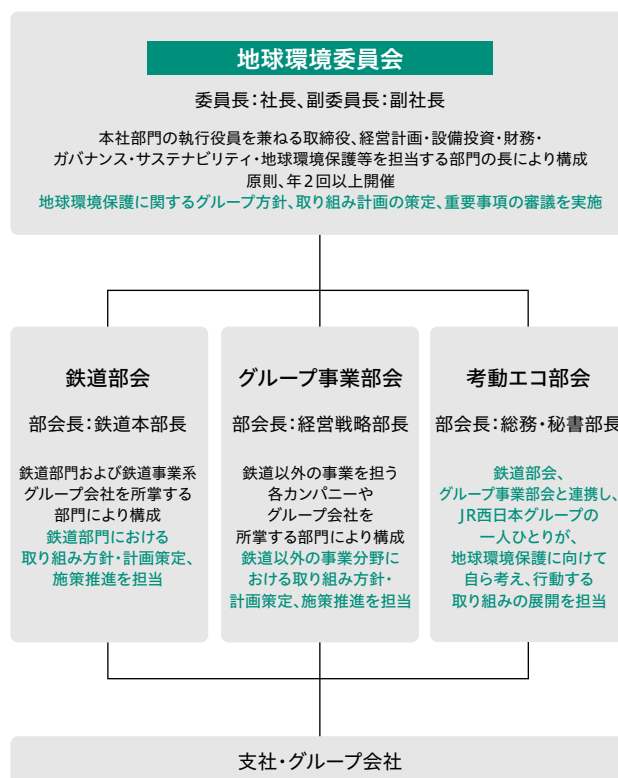 地球環境委員会
委員長：社長、副委員長：副社長
本社部門の執行役員を兼ねる取締役、経営計画・設備投資・財務・
ガバナンス・サステナビリティ・地球環境保護等を担当する部門の長により構成
原則、年2回以上開催
地球環境保護に関するグループ方針、取り組み計画の策定、重要事項の審議を実施
鉄道部会
部会長：鉄道本部長
鉄道部門および鉄道事業系
グループ会社を所掌する
部門により構成
鉄道部門における
取り組み方針・計画策定、
施策推進を担当
グループ事業部会
部会長：経営戦略部長
鉄道以外の事業を担う
各カンパニーや
グループ会社を
所掌する部門により構成
鉄道以外の事業分野に
おける取り組み方針・
計画策定、施策推進を担当
考動エコ部会
部会長：総務・秘書部長
鉄道部会、
グループ事業部会と連携し、
JR西日本グループの
一人ひとりが、
地球環境保護に向けて
自ら考え、行動する
取り組みの展開を担当
支社・グループ会社